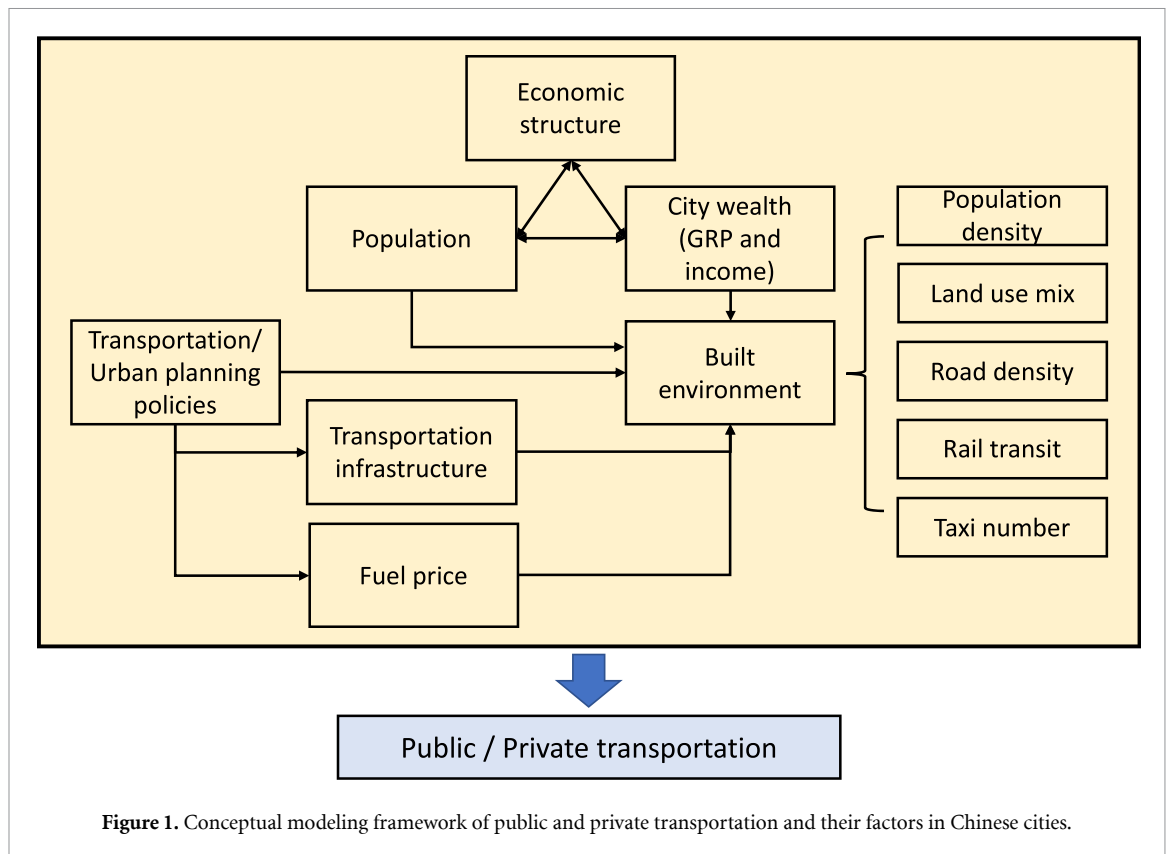 Economic
structure
Population
City wealth
(GRP and
income)
Population
density
Land use mix
Transportation/
Urban planning
policies
Built
environment
Road density
Transportation
infrastructure
Rail transit
Fuel price
Taxi number
Public / Private transportation
Figure 1. Conceptual modeling framework of public and private transportation and their factors in Chinese cities.